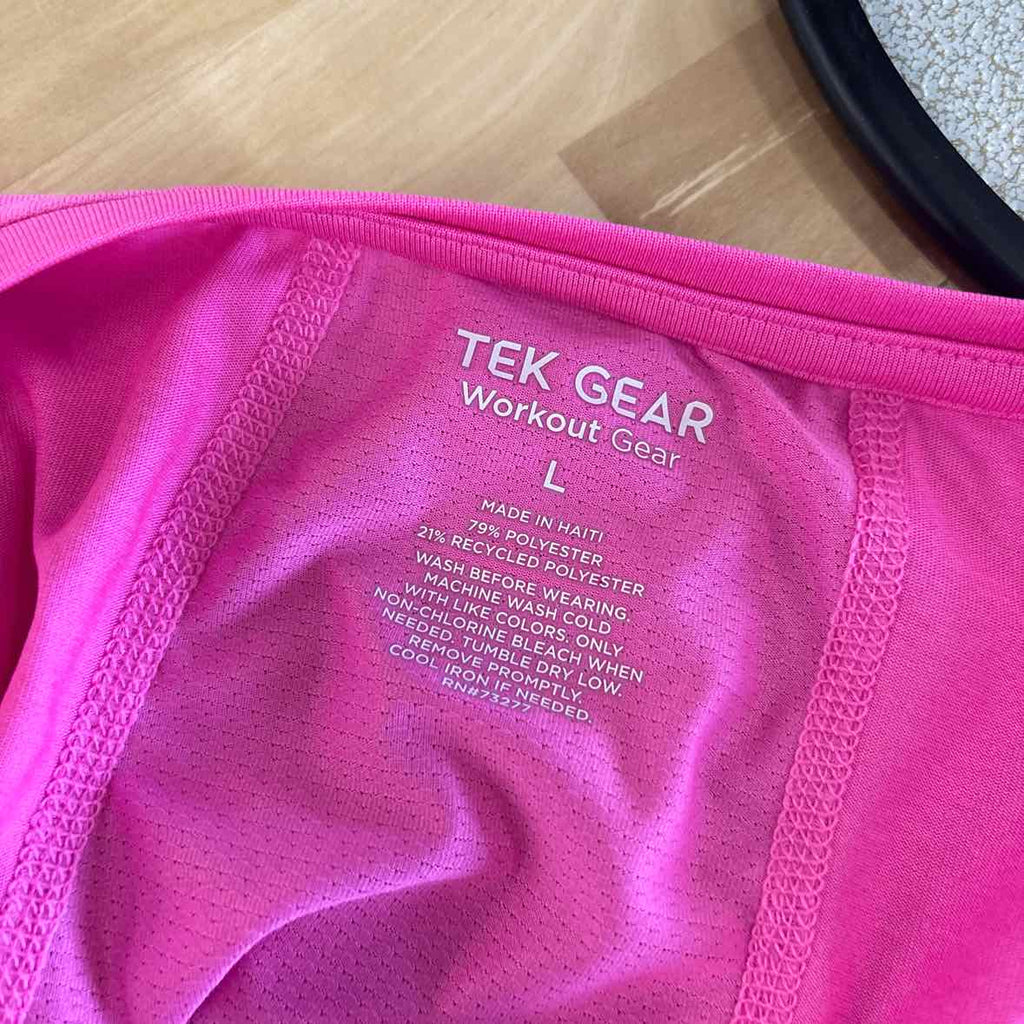 TEK GEAR
Workout Gear
L
MADE IN HAITI
79% POLYESTER
21% RECYCLED POLYESTER
WASH BEFORE WEARING,
MACHINE WASH COLD
WITH LIKE COLORS. ONLY
NON-CHLORINE BLEACH WHEN
NEEDED. TUMBLE DRY LOW.
REMOVE PROMPTLY.
COOL IRON IF NEEDED.
RN#73277